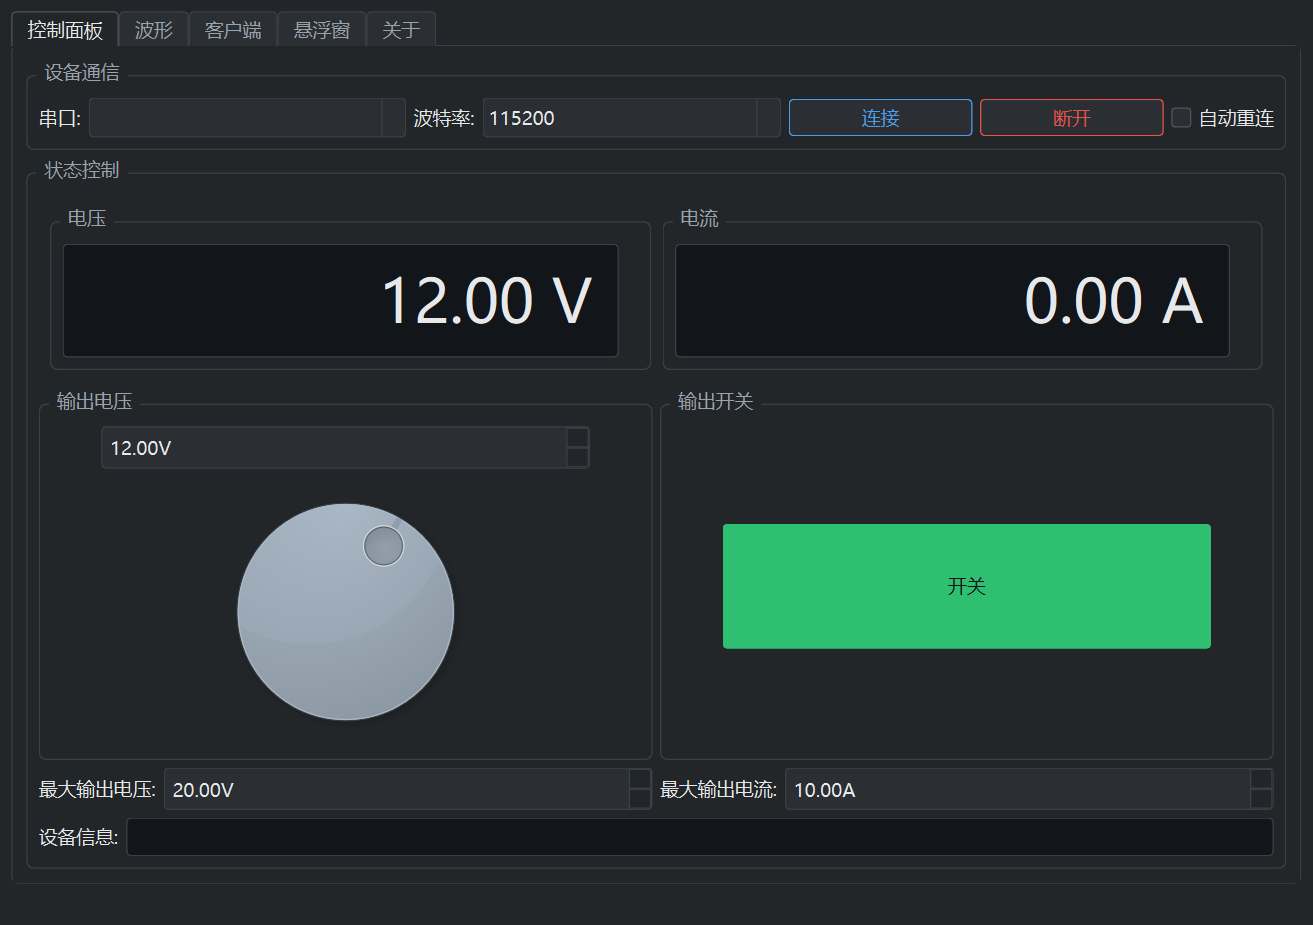 控制面板 波形 客户端 悬浮窗 关于
设备通信
串口: 波特率: 115200 连接 断开 自动重连
状态控制
电压 电流
12.00 V 0.00 A
输出电压 输出开关
12.00V
开关
最大输出电压: 20.00V 最大输出电流: 10.00A
设备信息: